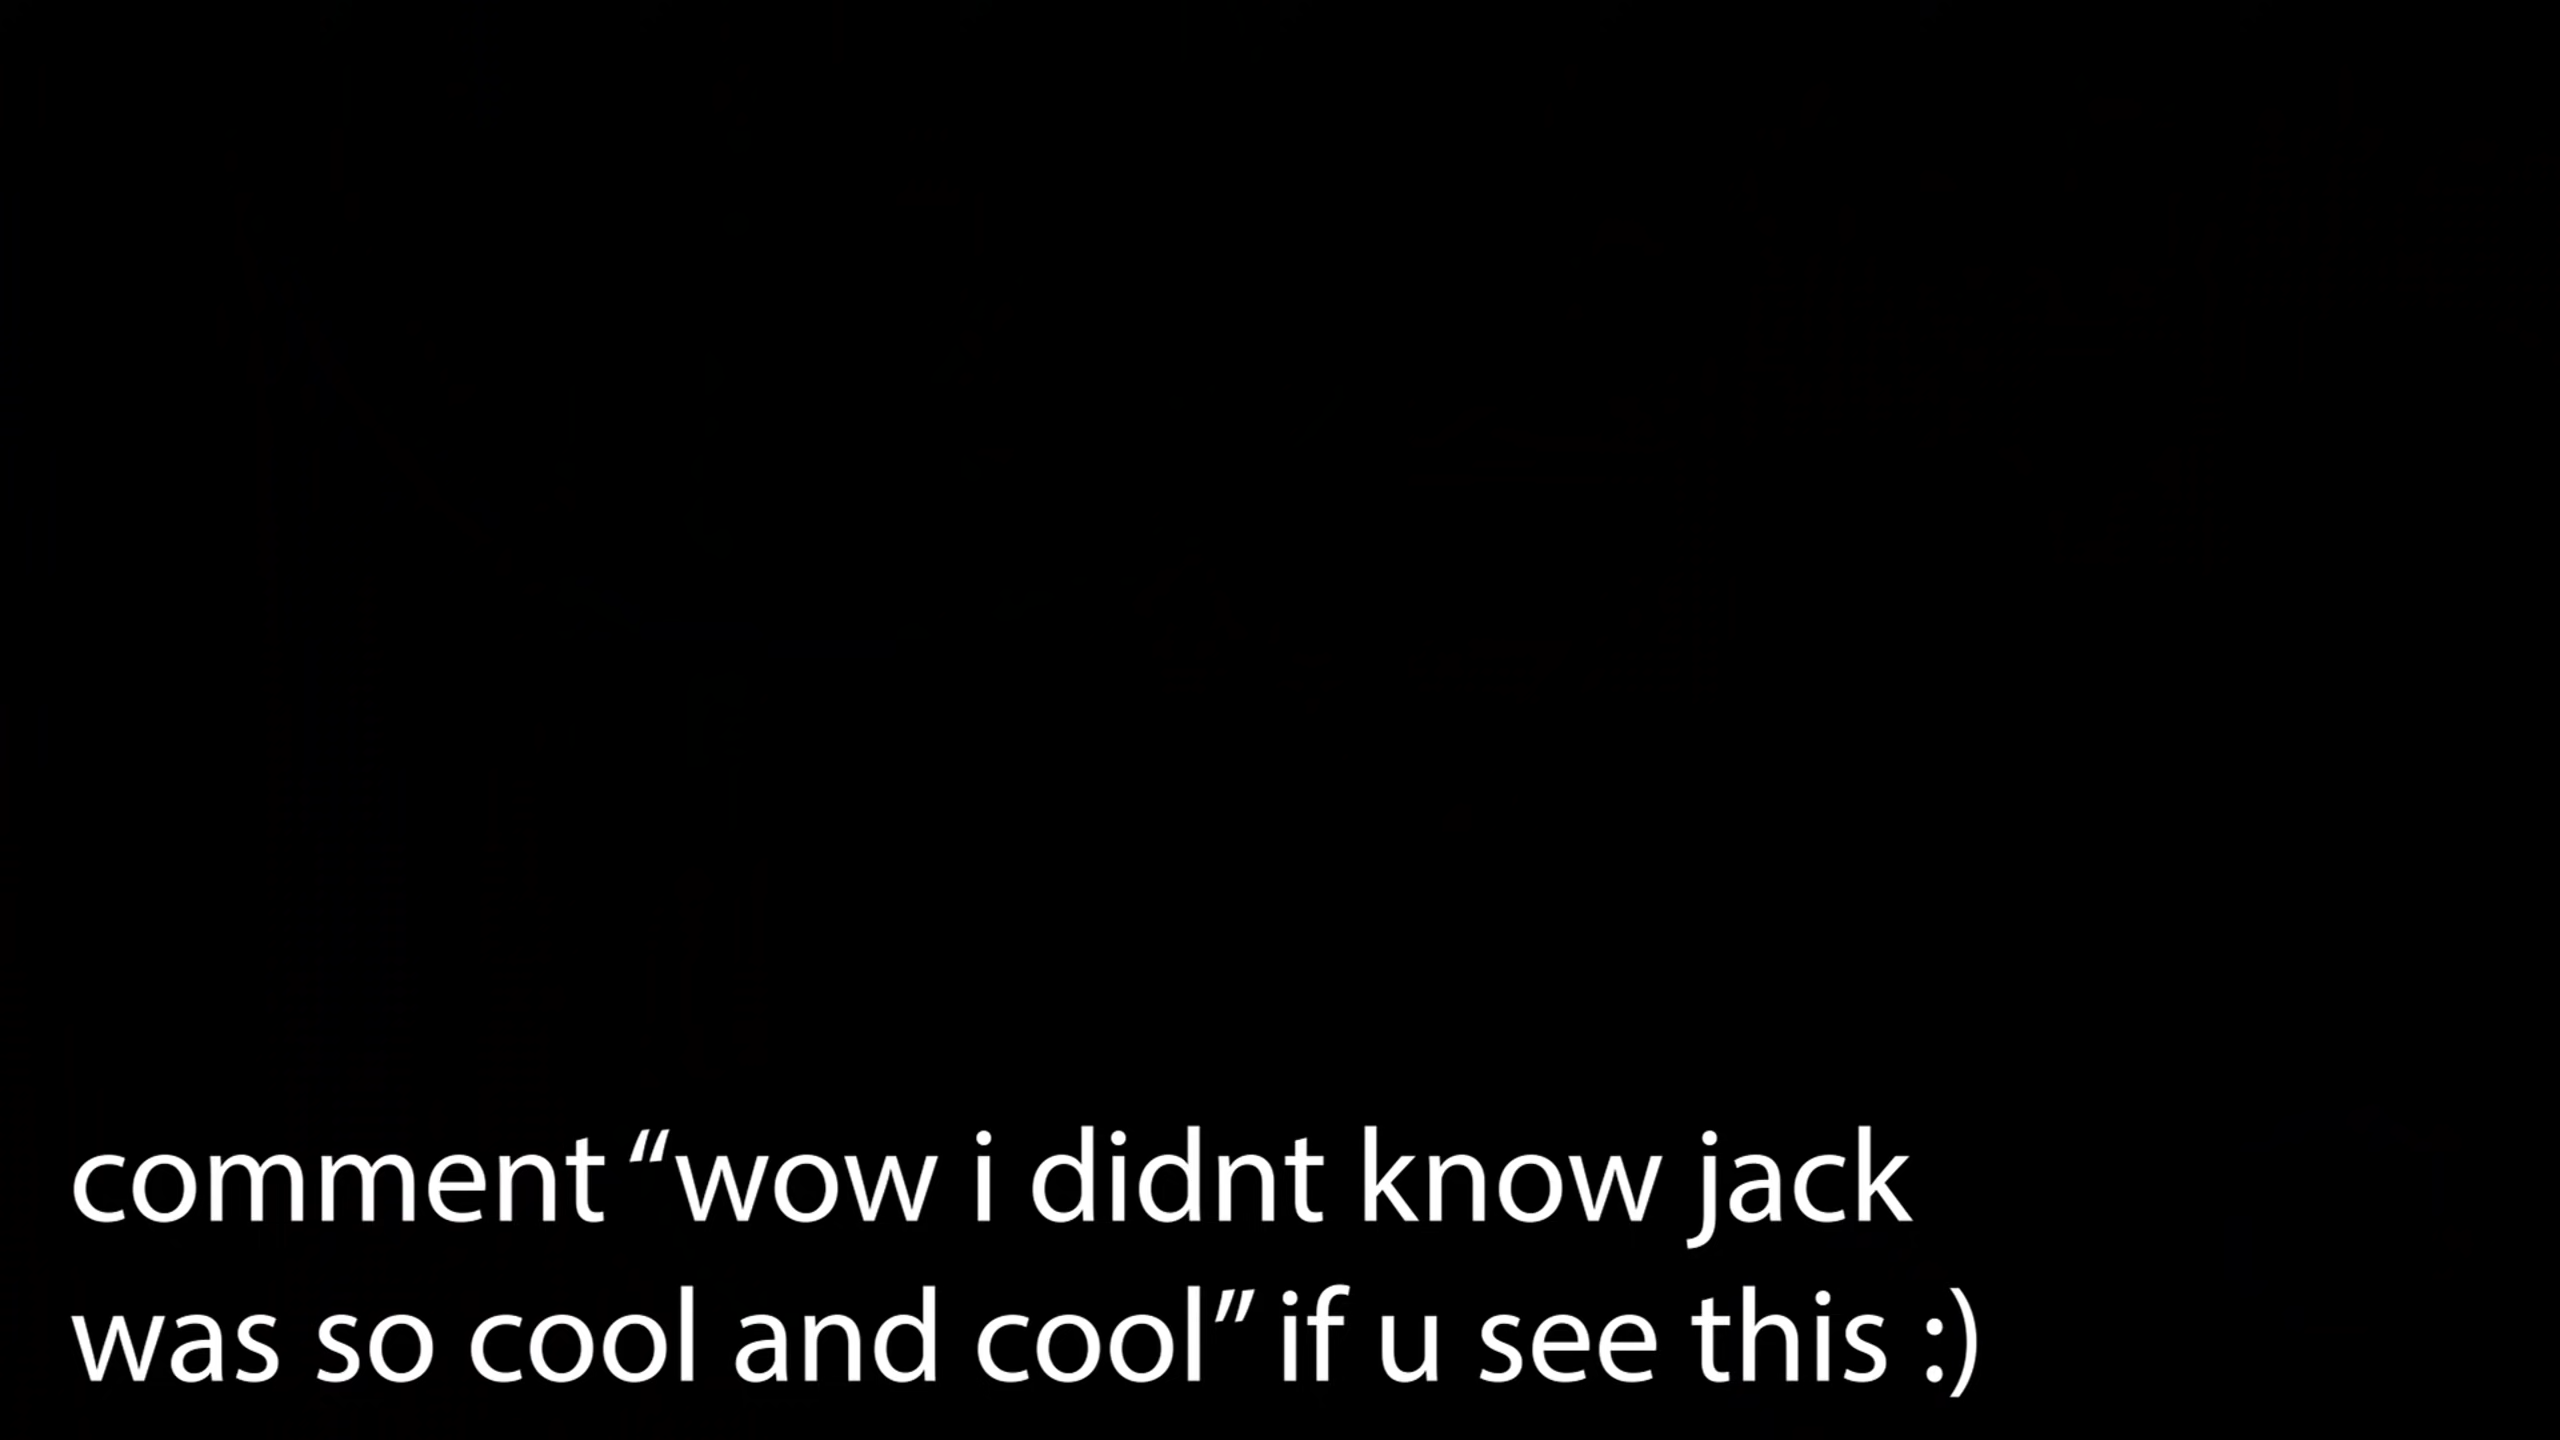 comment “wow i didnt know jack
was so cool and cool” if u see this :)